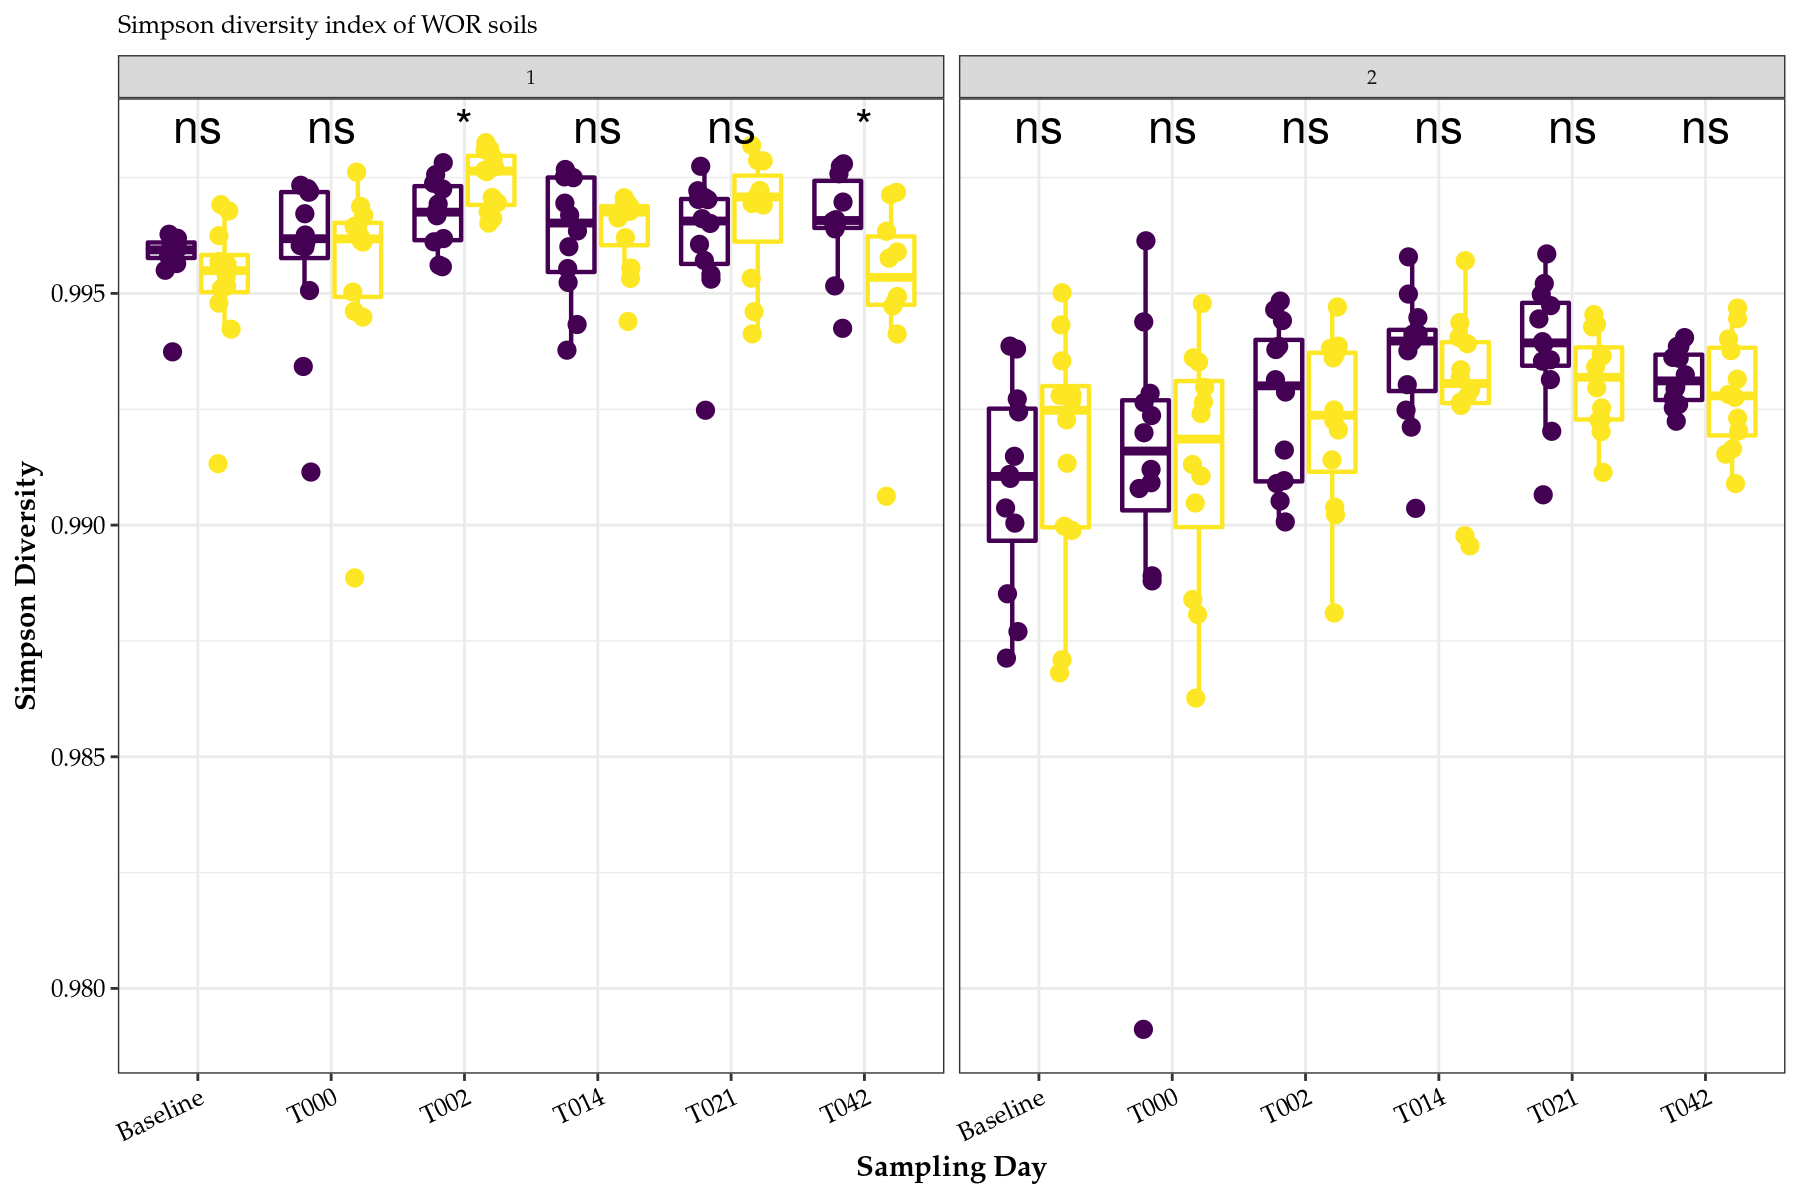 Simpson diversity index of WOR soils
1
2
ns ns * ns ns *
ns ns ns ns ns ns
Simpson Diversity
0.995
0.990
0.985
0.980
Baseline T000 T002 T014 T021 T042
Baseline T000 T002 T014 T021 T042
Sampling Day